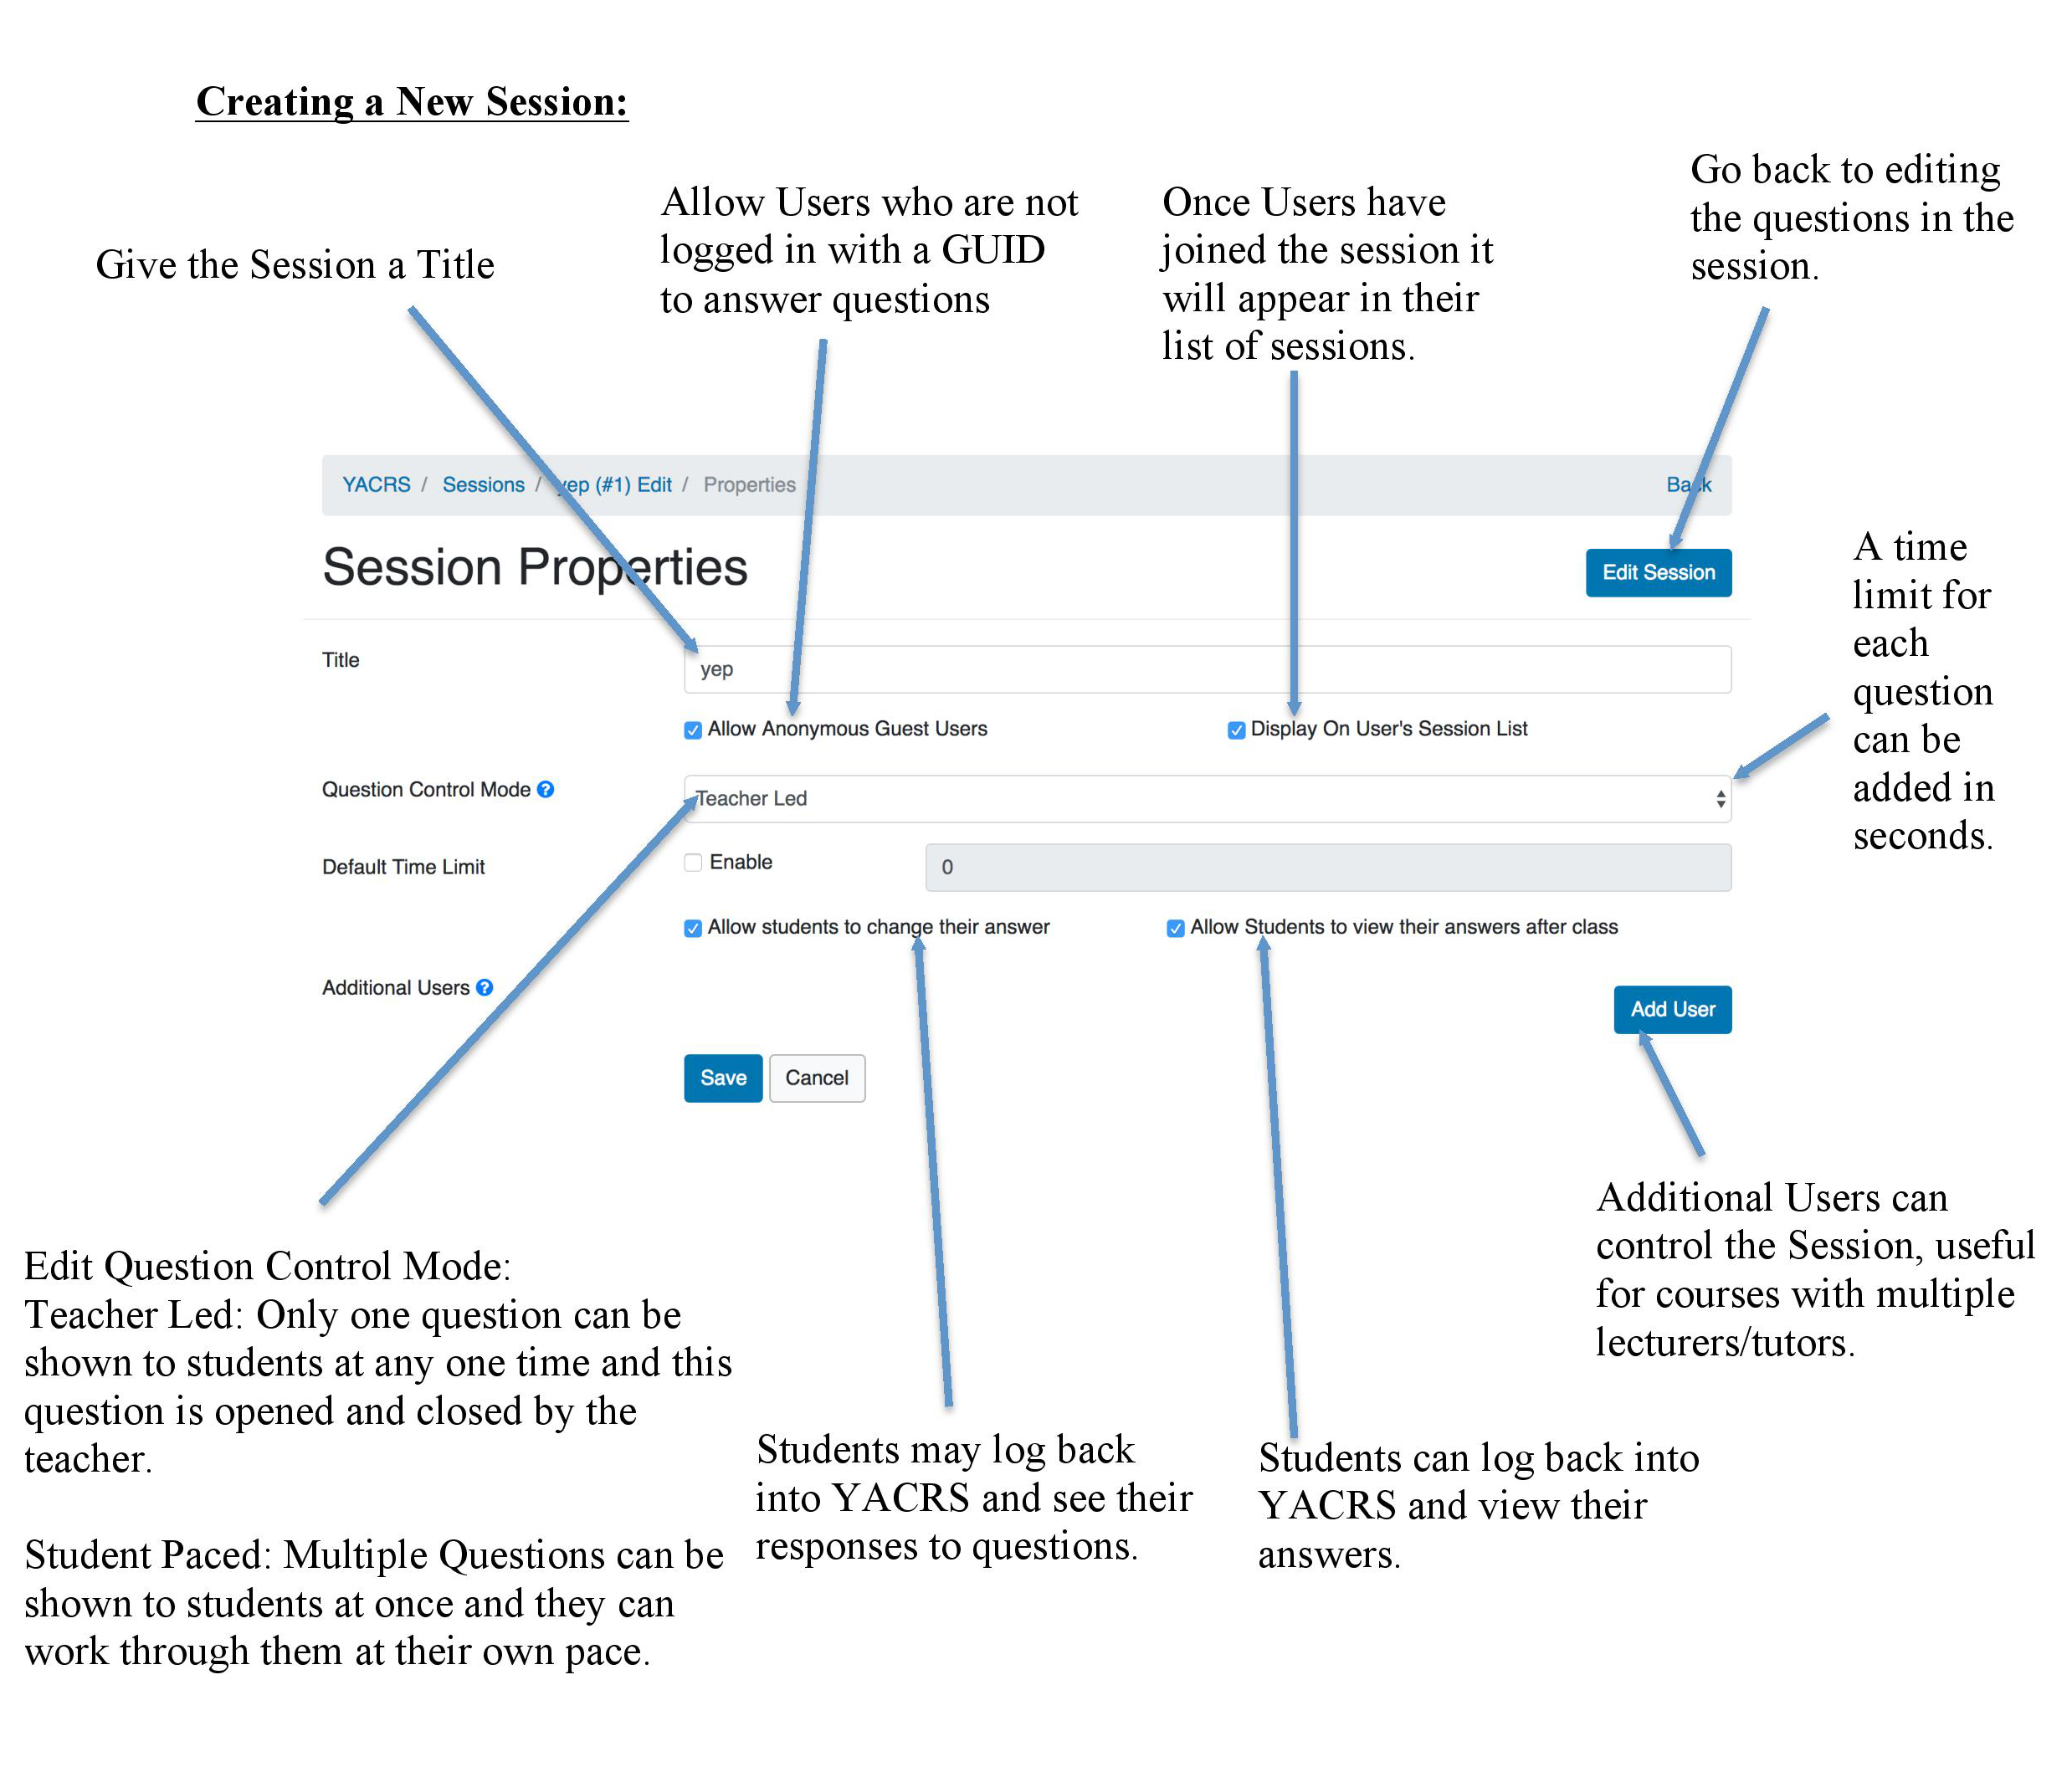 Creating a New Session:
Give the Session a Title
Allow Users who are not
logged in with a GUID
to answer questions
Once Users have
joined the session it
will appear in their
list of sessions.
Go back to editing
the questions in the
session.
YACRS / Sessions / yep (#1) Edit / Properties
Back
Session Properties
Edit Session
A time
limit for
each
question
can be
added in
seconds.
Title
yep
Allow Anonymous Guest Users
Display On User's Session List
Question Control Mode ?
Teacher Led
Default Time Limit
Enable
0
Allow students to change their answer
Allow Students to view their answers after class
Additional Users ?
Add User
Save
Cancel
Additional Users can
control the Session, useful
for courses with multiple
lecturers/tutors.
Edit Question Control Mode:
Teacher Led: Only one question can be
shown to students at any one time and this
question is opened and closed by the
teacher.
Student Paced: Multiple Questions can be
shown to students at once and they can
work through them at their own pace.
Students may log back
into YACRS and see their
responses to questions.
Students can log back into
YACRS and view their
answers.